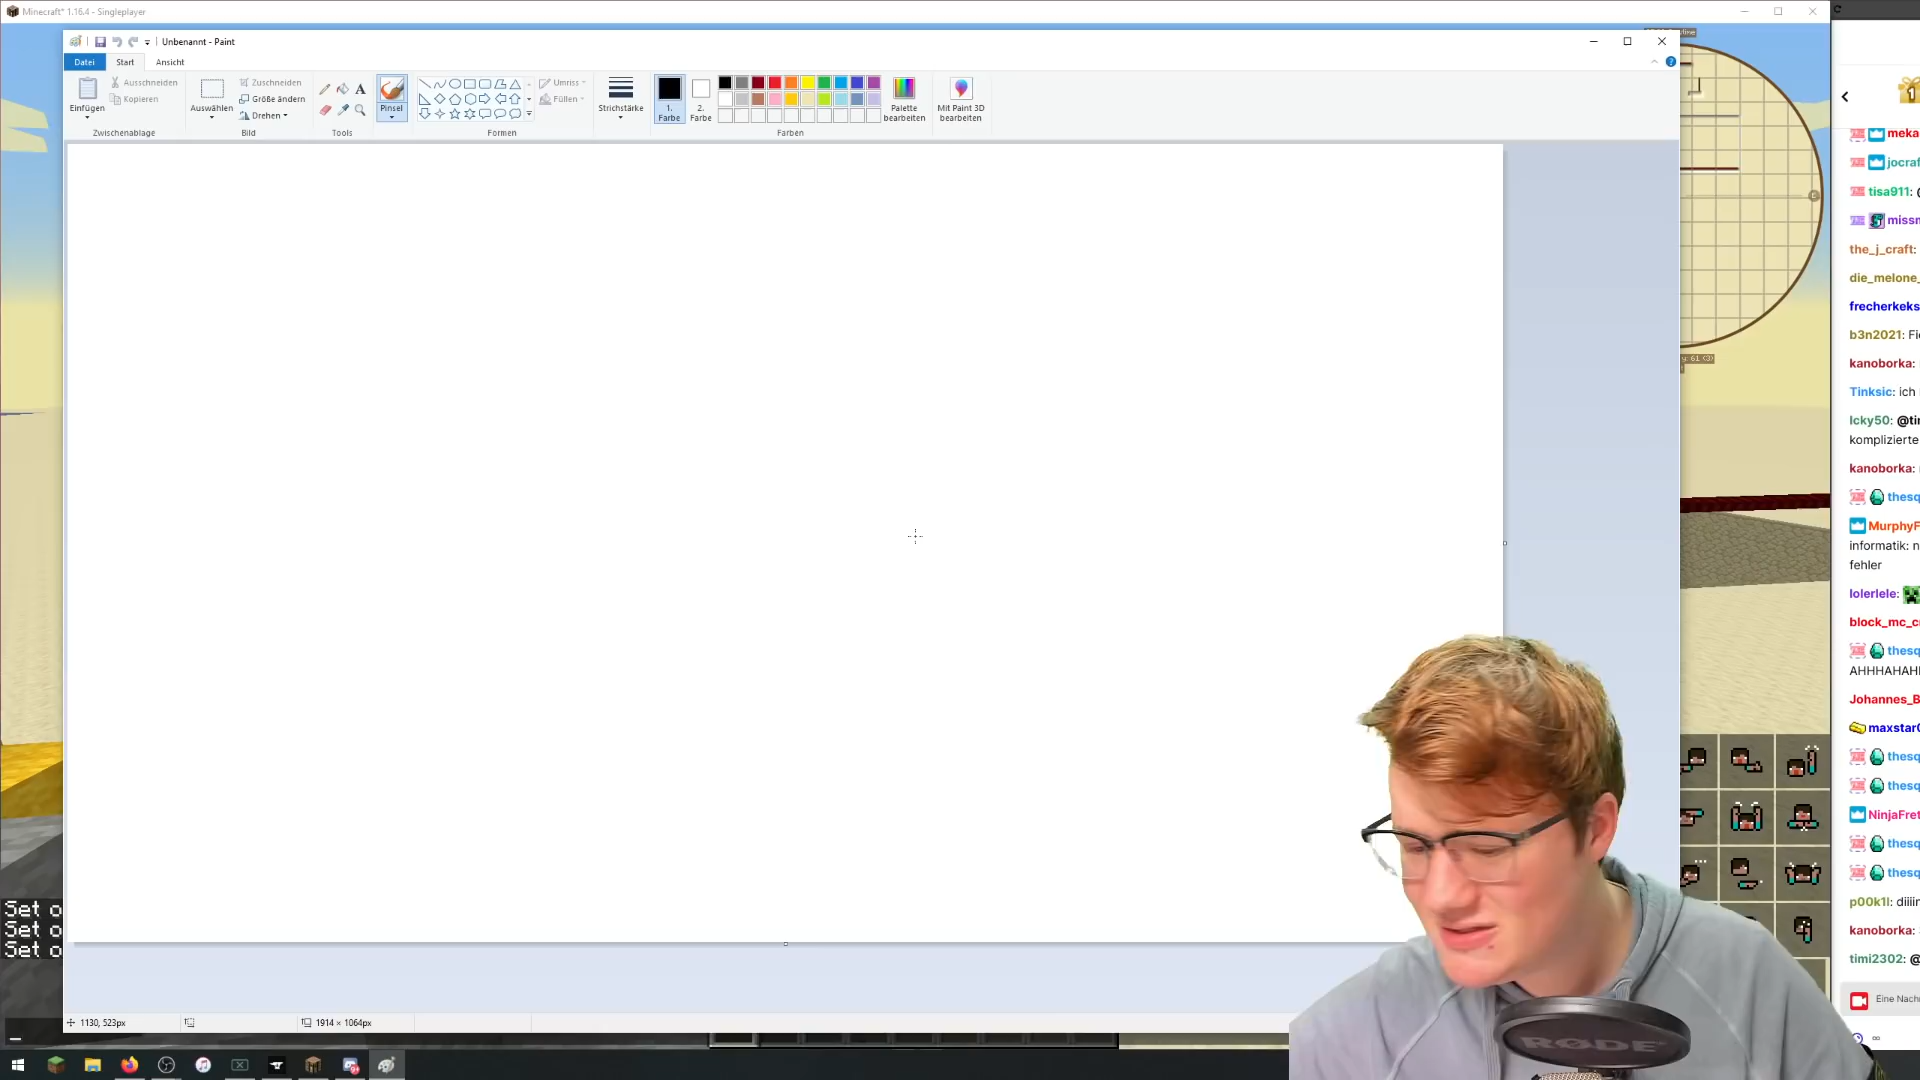 Minecraft* 1.16.4 - Singleplayer
Unbenannt - Paint
Datei
Start
Ansicht
Einfügen
Ausschneiden
Kopieren
Zwischenablage
Auswählen
Zuschneiden
Größe ändern
Drehen
Bild
A
Tools
Pinsel
Formen
Umriss
Füllen
Strichstärke
1. Farbe
2. Farbe
Farben
Palette bearbeiten
Mit Paint 3D bearbeiten
E
meka
jocraf
tisa911:
missn
the_j_craft:
die_melone_
frecherkeks
b3n2021: Fi
kanoborka:
Tinksic: ich
lcky50: @ti
komplizierte
kanoborka:
thesq
MurphyF
informatik: n
fehler
lolerlele:
block_mc_c
thesq
AHHHAHAH
Johannes_B
maxstar
thesq
thesq
NinjaFret
thesq
thesq
p00k1l: diiii
kanoborka:
timi2302: @
Eine Nach
Set o
Set o
Set o
1130, 523px
1914 × 1064px
RØDE